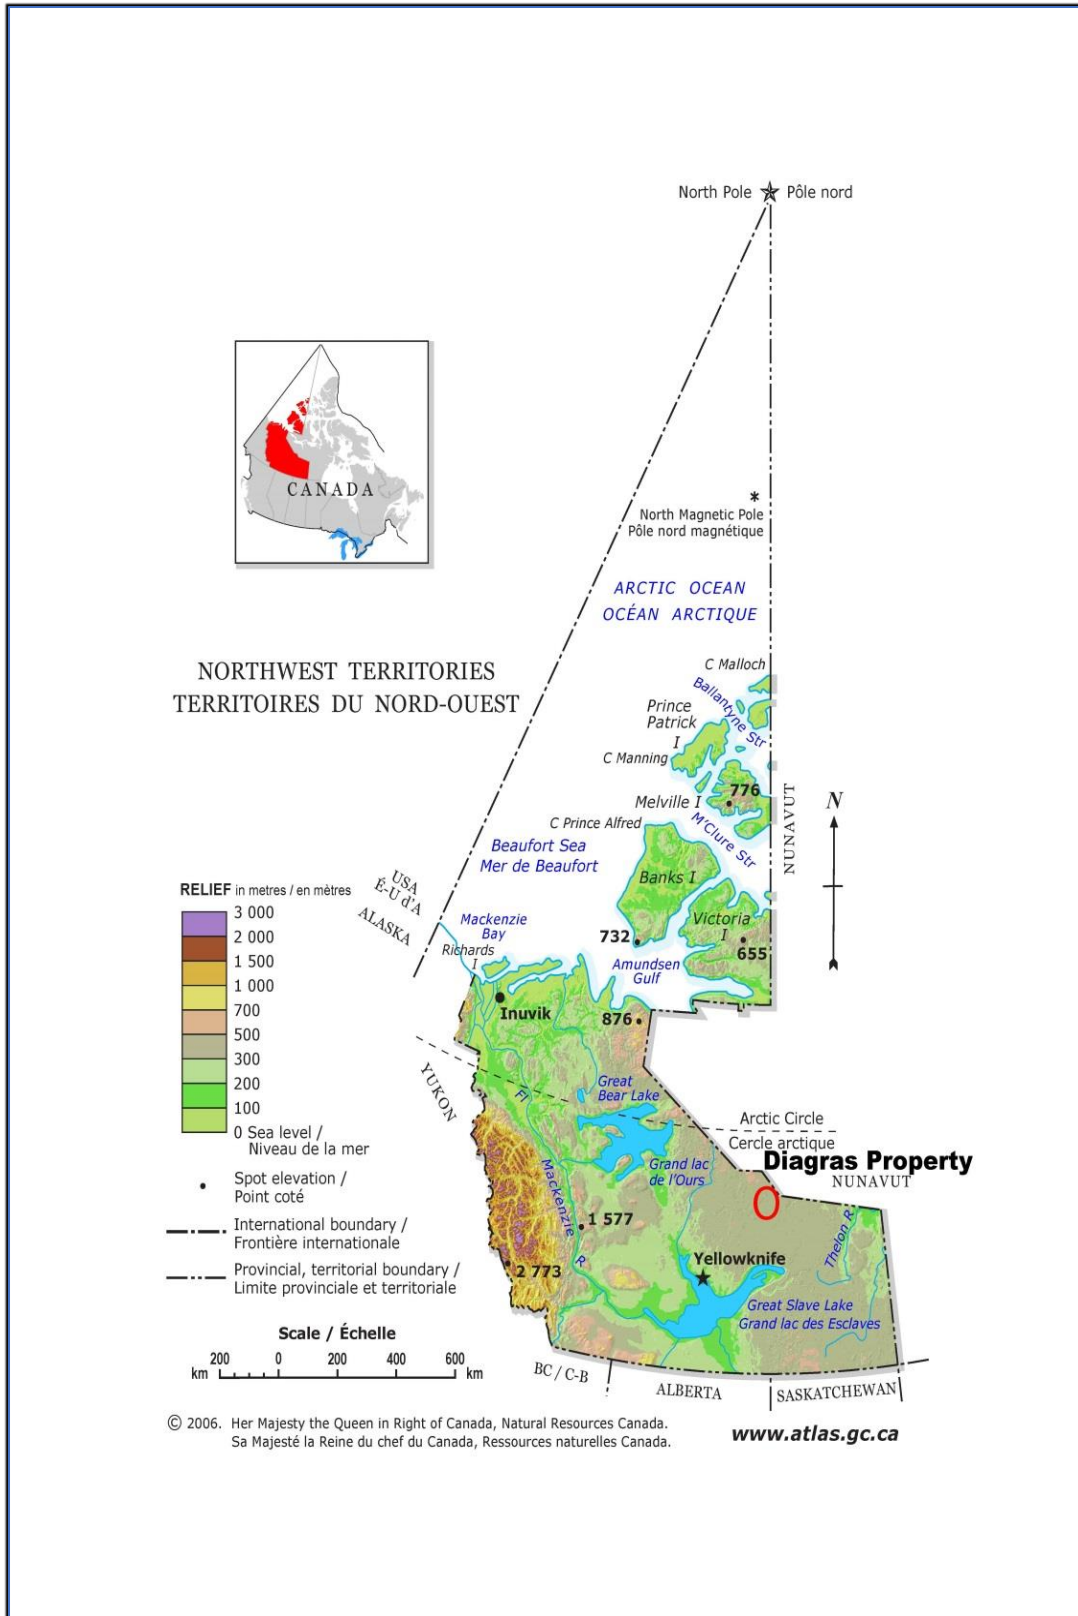 North Pole
Pôle nord
CANADA
North Magnetic Pole
Pôle nord magnétique
ARCTIC OCEAN
OCÉAN ARCTIQUE
NORTHWEST TERRITORIES
TERRITOIRES DU NORD-OUEST
C Malloch
Ballantyne Str
Prince
Patrick
I
C Manning
776
Melville I
M'Clure Str
NUNAVUT
N
C Prince Alfred
Beaufort Sea
Mer de Beaufort
Banks I
Victoria
I
732
655
Amundsen
Gulf
USA
É-U d'A
ALASKA
Mackenzie
Bay
Richards
I
Inuvik
876
RELIEF in metres / en mètres
3 000
2 000
1 500
1 000
700
500
300
200
100
0 Sea level /
Niveau de la mer
Spot elevation /
Point coté
International boundary /
Frontière internationale
Provincial, territorial boundary /
Limite provinciale et territoriale
YUKON
Great
Bear Lake
Arctic Circle
Cercle arctique
Grand lac
de l'Ours
Diagras Property
NUNAVUT
Fl
Mackenzie
R
1 577
2 773
Yellowknife
Thelon R
Great Slave Lake
Grand lac des Esclaves
Scale / Échelle
200 0 200 400 600
km km
BC / C-B
ALBERTA
SASKATCHEWAN
© 2006. Her Majesty the Queen in Right of Canada, Natural Resources Canada.
Sa Majesté la Reine du chef du Canada, Ressources naturelles Canada.
www.atlas.gc.ca